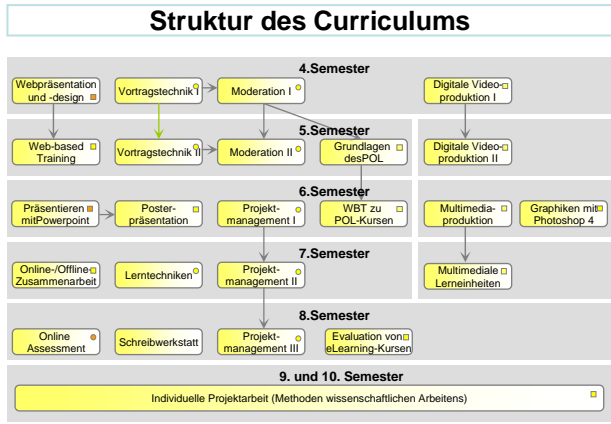 Struktur des Curriculums
4.Semester
Webpräsentation
und -design
Vortragstechnik I
Moderation I
Digitale Video-
produktion I
5.Semester
Web-based
Training
Vortragstechnik II
Moderation II
Grundlagen
desPOL
Digitale Video-
produktion II
6.Semester
Präsentieren
mitPowerpoint
Poster-
präsentation
Projekt-
management I
WBT zu
POL-Kursen
Multimedia-
produktion
Graphiken mit
Photoshop 4
7.Semester
Online-/Offline-
Zusammenarbeit
Lerntechniken
Projekt-
management II
Multimediale
Lerneinheiten
8.Semester
Online
Assessment
Schreibwerkstatt
Projekt-
management III
Evaluation von
eLearning-Kursen
9. und 10. Semester
Individuelle Projektarbeit (Methoden wissenschaftlichen Arbeitens)